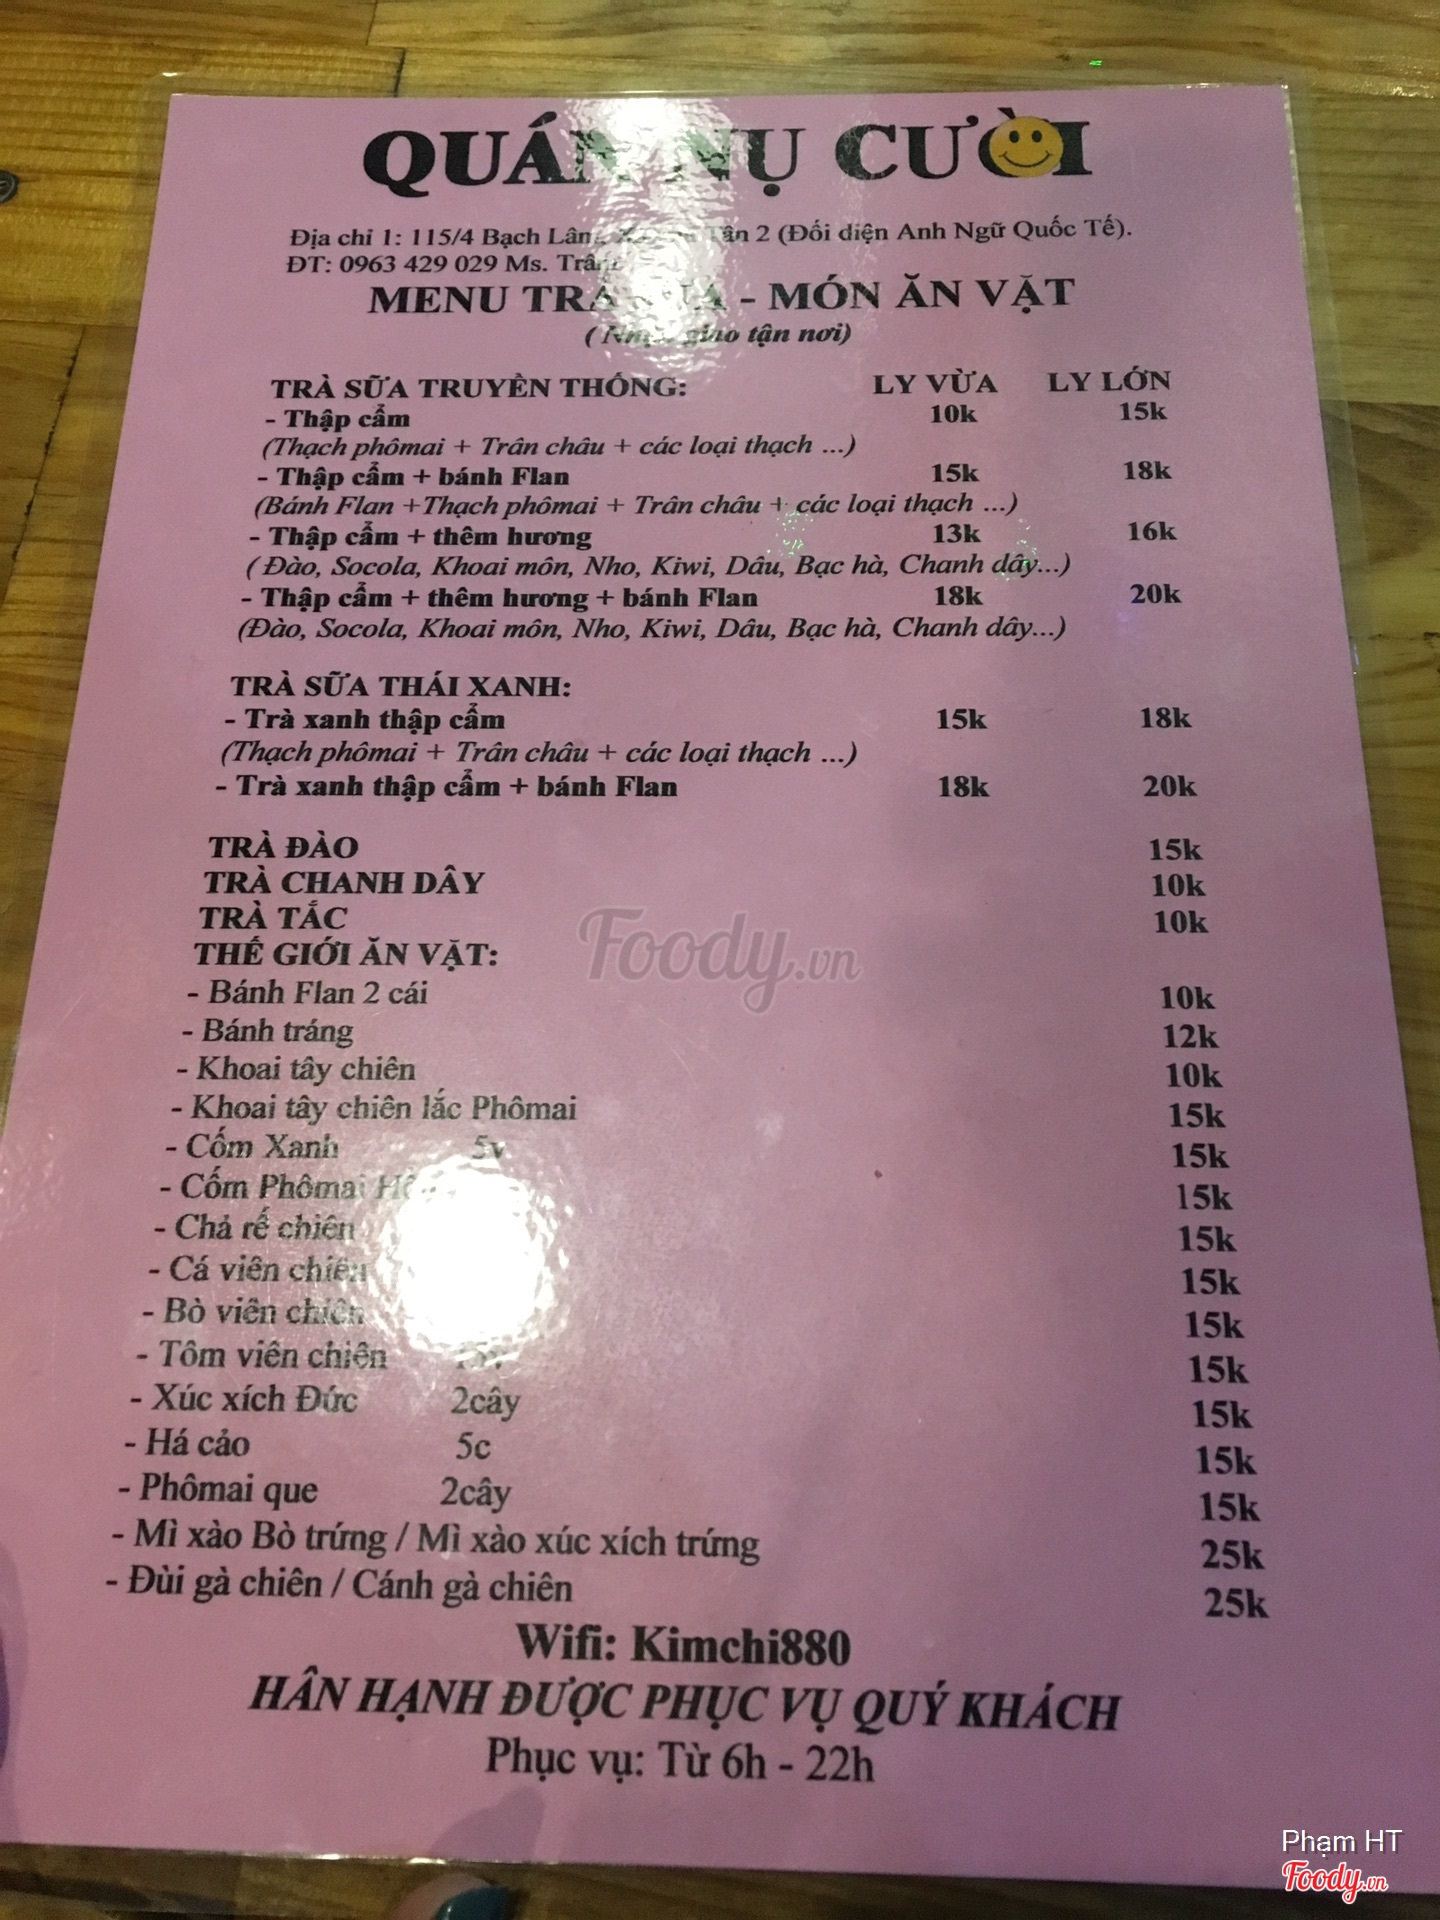 QUÁN NỤ CƯỜI
Địa chỉ 1: 115/4 Bạch Lân, Tân 2 (Đối diện Anh Ngữ Quốc Tế).
ĐT: 0963 429 029 Ms. Trâm
MENU TRÀ SỮA - MÓN ĂN VẶT
( Nhận giao tận nơi)
TRÀ SỮA TRUYỀN THỐNG: LY VỪA LY LỚN
- Thập cẩm 10k 15k
(Thạch phômai + Trân châu + các loại thạch ...)
- Thập cẩm + bánh Flan 15k 18k
(Bánh Flan +Thạch phômai + Trân châu + các loại thạch ...)
- Thập cẩm + thêm hương 13k 16k
( Đào, Socola, Khoai môn, Nho, Kiwi, Dâu, Bạc hà, Chanh dây...)
- Thập cẩm + thêm hương + bánh Flan 18k 20k
(Đào, Socola, Khoai môn, Nho, Kiwi, Dâu, Bạc hà, Chanh dây...)
TRÀ SỮA THÁI XANH:
- Trà xanh thập cẩm 15k 18k
(Thạch phômai + Trân châu + các loại thạch ...)
- Trà xanh thập cẩm + bánh Flan 18k 20k
TRÀ ĐÀO 15k
TRÀ CHANH DÂY 10k
TRÀ TẮC 10k
THẾ GIỚI ĂN VẶT:
- Bánh Flan 2 cái 10k
- Bánh tráng 12k
- Khoai tây chiên 10k
- Khoai tây chiên lắc Phômai 15k
- Cốm Xanh 5v 15k
- Cốm Phômai 15k
- Chả rế chiên 15k
- Cá viên chiên 15k
- Bò viên chiên 15k
- Tôm viên chiên 15k
- Xúc xích Đức 2cây 15k
- Há cảo 5c 15k
- Phômai que 2cây 15k
- Mì xào Bò trứng / Mì xào xúc xích trứng 25k
- Đùi gà chiên / Cánh gà chiên 25k
Wifi: Kimchi880
HÂN HẠNH ĐƯỢC PHỤC VỤ QUÝ KHÁCH
Phục vụ: Từ 6h - 22h
Foody.vn
Phạm HT
Foody.vn